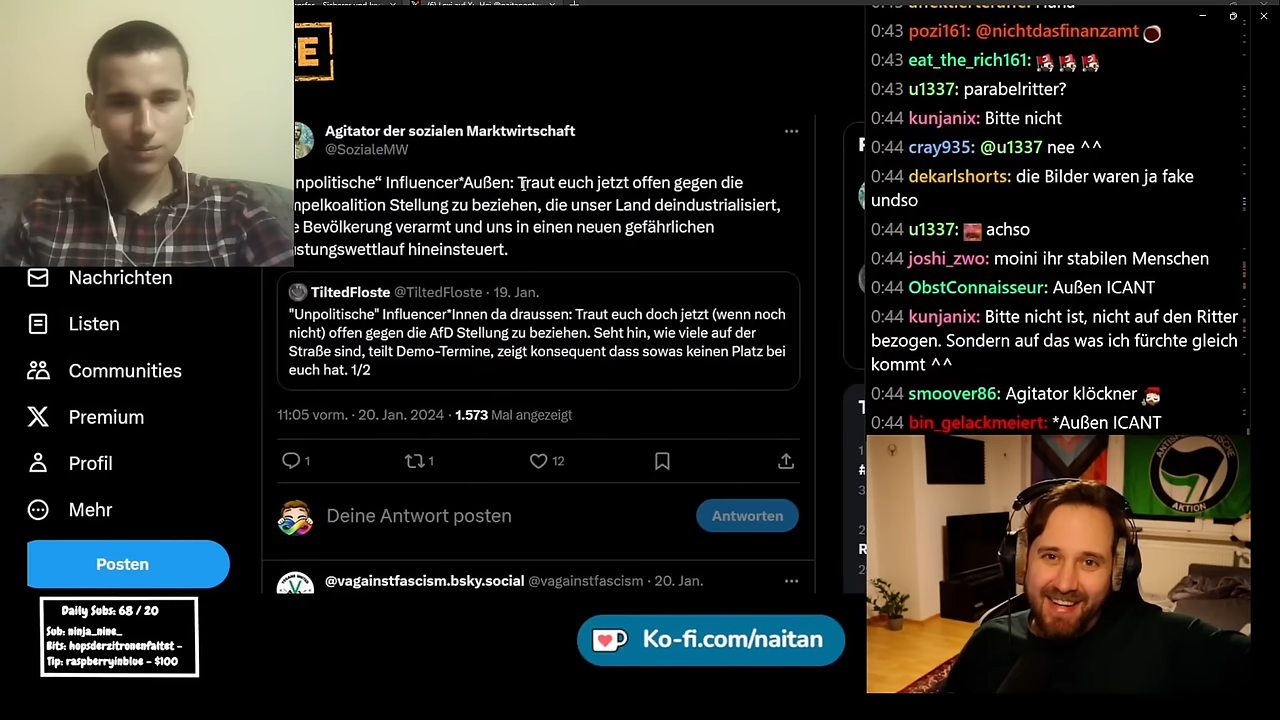 E
Agitator der sozialen Marktwirtschaft
@SozialeMW
npolitische“ Influencer*Außen: Traut euch jetzt offen gegen die
mpelkoalition Stellung zu beziehen, die unser Land deindustrialisiert,
e Bevölkerung verarmt und uns in einen neuen gefährlichen
stungswettlauf hineinsteuert.
TiltedFloste @TiltedFloste · 19. Jan.
"Unpolitische" Influencer*Innen da draussen: Traut euch doch jetzt (wenn noch
nicht) offen gegen die AfD Stellung zu beziehen. Seht hin, wie viele auf der
Straße sind, teilt Demo-Termine, zeigt konsequent dass sowas keinen Platz bei
euch hat. 1/2
11:05 vorm. · 20. Jan. 2024 · 1.573 Mal angezeigt
1
1
12
Deine Antwort posten
Antworten
@vagainstfascism.bsky.social @vagainstfascism · 20. Jan.
Nachrichten
Listen
Communities
Premium
Profil
Mehr
Posten
Daily Subs: 68 / 20
Sub: ninja_nine_
Bits: hopsderzitronenfaltet -
Tip: raspberryinblue - $100
Ko-fi.com/naitan
0:43 pozi161: @nichtdasfinanzamt
0:43 eat_the_rich161:
0:43 u1337: parabelritter?
0:44 kunjanix: Bitte nicht
0:44 cray935: @u1337 nee ^^
0:44 dekarlshorts: die Bilder waren ja fake
undso
0:44 u1337: achso
0:44 joshi_zwo: moini ihr stabilen Menschen
0:44 ObstConnaisseur: Außen ICANT
0:44 kunjanix: Bitte nicht ist, nicht auf den Ritter
bezogen. Sondern auf das was ich fürchte gleich
kommt ^^
0:44 smoover86: Agitator klöckner
0:44 bin_gelackmeiert: *Außen ICANT
AKTION